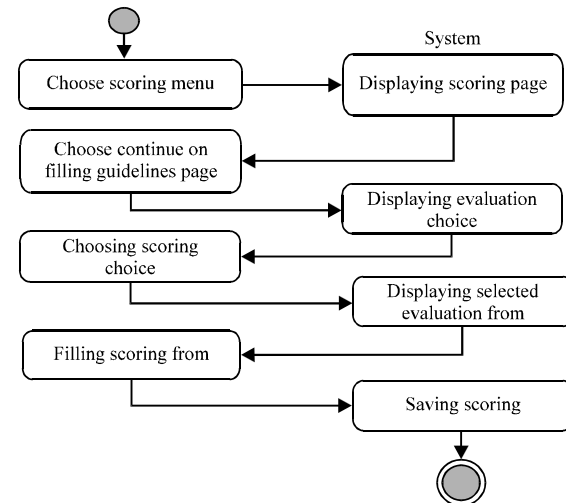 System
Choose scoring menu
Displaying scoring page
Choose continue on
filling guidelines page
Displaying evaluation
choice
Choosing scoring
choice
Displaying selected
evaluation from
Filling scoring from
Saving scoring